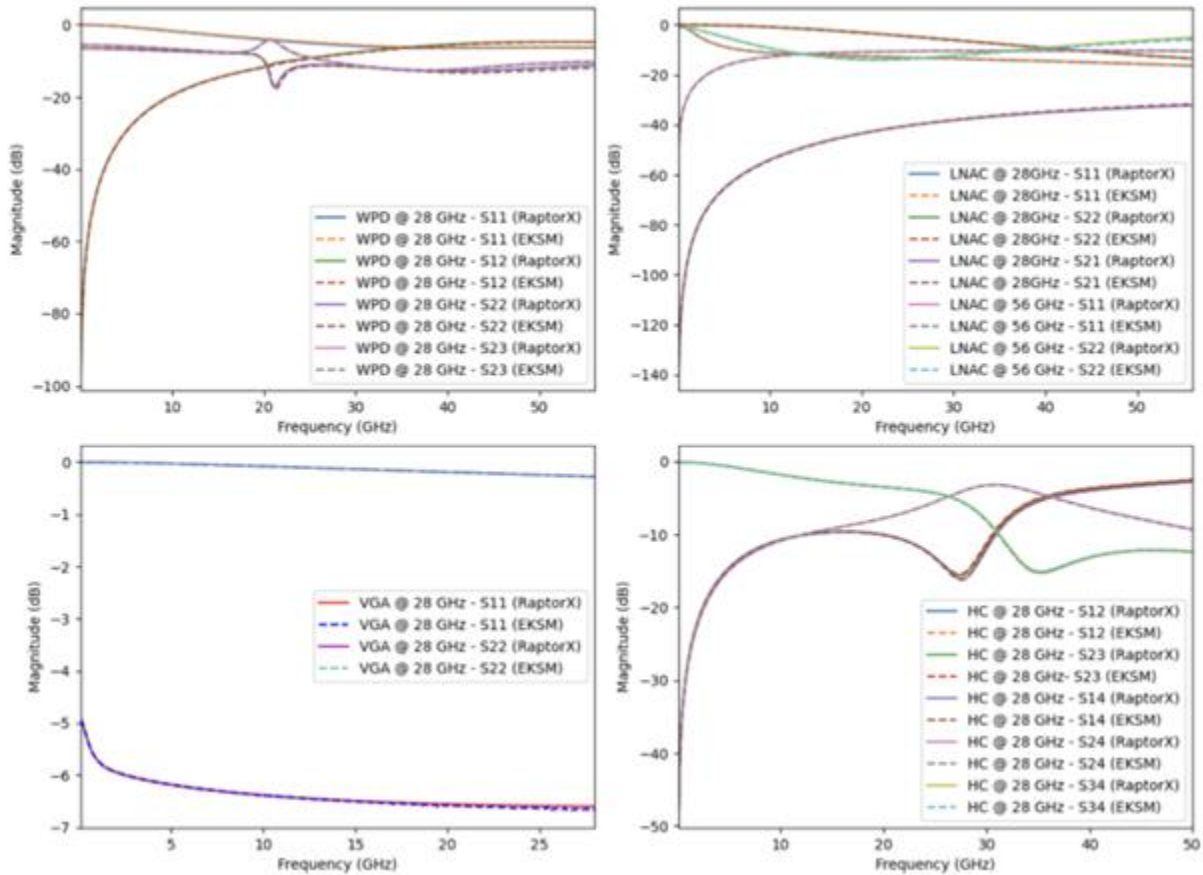 0
−20
−40
−60
−80
−100
Magnitude (dB)
10
20
30
40
50
Frequency (GHz)
WPD @ 28 GHz - S11 (RaptorX)
WPD @ 28 GHz - S11 (EKSM)
WPD @ 28 GHz - S12 (RaptorX)
WPD @ 28 GHz - S12 (EKSM)
WPD @ 28 GHz - S22 (RaptorX)
WPD @ 28 GHz - S22 (EKSM)
WPD @ 28 GHz - S23 (RaptorX)
WPD @ 28 GHz - S23 (EKSM)
0
−20
−40
−60
−80
−100
−120
−140
Magnitude (dB)
10
20
30
40
50
Frequency (GHz)
LNAC @ 28GHz - S11 (RaptorX)
LNAC @ 28GHz - S11 (EKSM)
LNAC @ 28GHz - S22 (RaptorX)
LNAC @ 28GHz - S22 (EKSM)
LNAC @ 28GHz - S21 (RaptorX)
LNAC @ 28GHz - S21 (EKSM)
LNAC @ 56 GHz - S11 (RaptorX)
LNAC @ 56 GHz - S11 (EKSM)
LNAC @ 56 GHz - S22 (RaptorX)
LNAC @ 56 GHz - S22 (EKSM)
0
−1
−2
−3
−4
−5
−6
−7
Magnitude (dB)
5
10
15
20
25
Frequency (GHz)
VGA @ 28 GHz - S11 (RaptorX)
VGA @ 28 GHz - S11 (EKSM)
VGA @ 28 GHz - S22 (RaptorX)
VGA @ 28 GHz - S22 (EKSM)
0
−10
−20
−30
−40
−50
Magnitude (dB)
10
20
30
40
50
Frequency (GHz)
HC @ 28 GHz - S12 (RaptorX)
HC @ 28 GHz - S12 (EKSM)
HC @ 28 GHz - S23 (RaptorX)
HC @ 28 GHz- S23 (EKSM)
HC @ 28 GHz - S14 (RaptorX)
HC @ 28 GHz - S14 (EKSM)
HC @ 28 GHz - S24 (RaptorX)
HC @ 28 GHz - S24 (EKSM)
HC @ 28 GHz - S34 (RaptorX)
HC @ 28 GHz - S34 (EKSM)